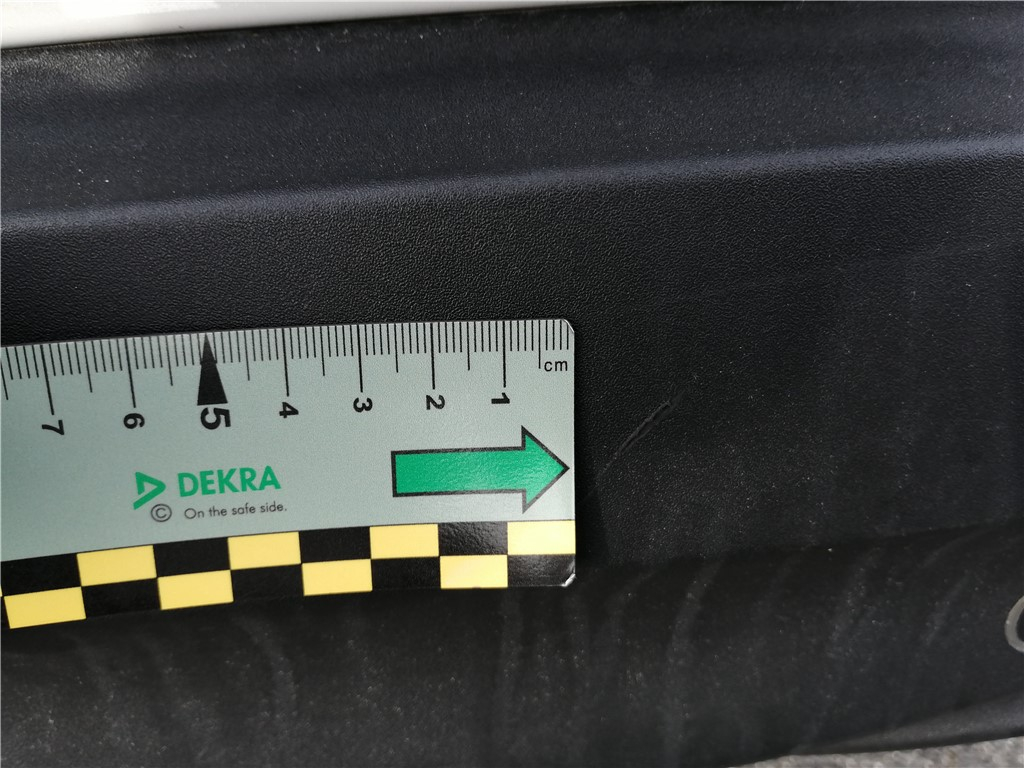 cm
7 6 5 4 3 2 1
DEKRA
© On the safe side.